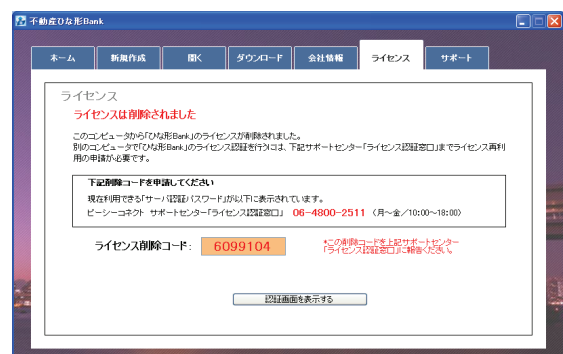 不動産ひな形Bank
ホーム 新規作成 開く ダウンロード 会社情報 ライセンス サポート
ライセンス
ライセンスは削除されました
このコンピュータから「ひな形Bank」のライセンスが削除されました。
別のコンピュータで「ひな形Bank」のライセンス認証を行うには、下記サポートセンター「ライセンス認証窓口」までライセンス再利
用の申請が必要です。
下記削除コードを申請してください
現在利用できる「サーバ認証パスワード」が以下に表示されています。
ピーシーコネクト サポートセンター「ライセンス認証窓口」 06-4800-2511 (月～金/10:00～18:00)
ライセンス削除コード: 6099104
*この削除コードを上記サポートセンター
「ライセンス認証窓口」に報告ください。
認証画面を表示する